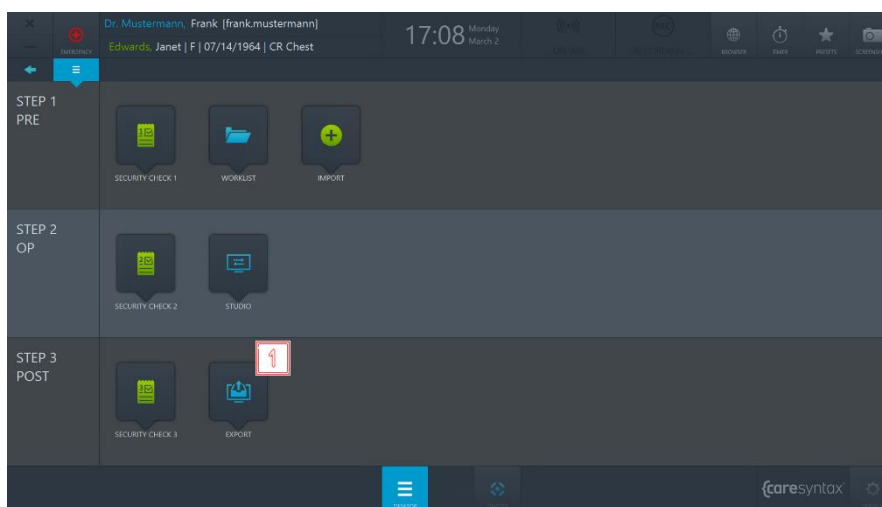 Dr. Mustermann, Frank [frank.mustermann]
17:08 Monday
March 2
EMERGENCY
Edwards, Janet | F | 07/14/1964 | CR Chest
BROWSER
TIMER
PRESETS
STEP 1
PRE
SECURITY CHECK 1
WORKLIST
IMPORT
STEP 2
OP
SECURITY CHECK 2
STUDIO
STEP 3
POST
1
SECURITY CHECK 3
EXPORT
{caresyntax